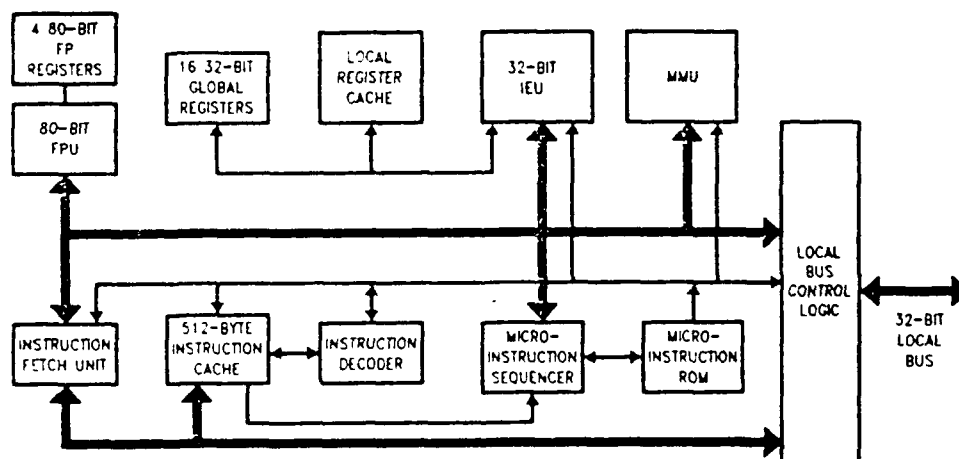 4 80-BIT
FP
REGISTERS
16 32-BIT
GLOBAL
REGISTERS
LOCAL
REGISTER
CACHE
32-BIT
IEU
MMU
80-BIT
FPU
LOCAL
BUS
CONTROL
LOGIC
32-BIT
LOCAL
BUS
INSTRUCTION
FETCH UNIT
512-BYTE
INSTRUCTION
CACHE
INSTRUCTION
DECODER
MICRO-
INSTRUCTION
SEQUENCER
MICRO-
INSTRUCTION
ROM